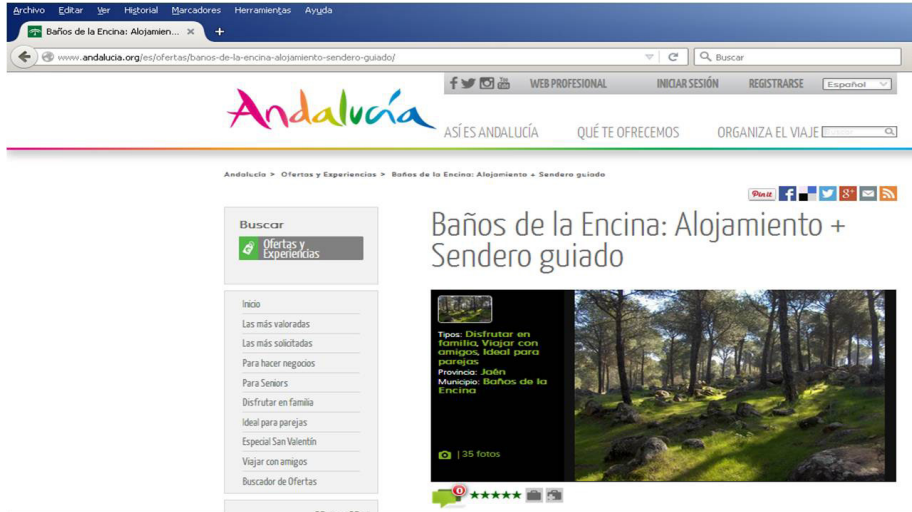 Archivo Editar Ver Historial Marcadores Herramientas Ayuda
Baños de la Encina: Alojamien... ×
+
www.andalucia.org/es/ofertas/banos-de-la-encina-alojamiento-sendero-guiado/
Buscar
WEB PROFESIONAL INICIAR SESIÓN REGISTRARSE Español
Andalucía
ASÍ ES ANDALUCÍA QUÉ TE OFRECEMOS ORGANIZA EL VIAJE
Andalucía > Ofertas y Experiencias > Baños de la Encina: Alojamiento + Sendero guiado
Pin it
Buscar
Ofertas y
Experiencias
Inicio
Las más valoradas
Las más solicitadas
Para hacer negocios
Para Seniors
Disfrutar en familia
Ideal para parejas
Especial San Valentín
Viajar con amigos
Buscador de Ofertas
Baños de la Encina: Alojamiento +
Sendero guiado
Tipos: Disfrutar en
familia, Viajar con
amigos, Ideal para
parejas
Provincia: Jaén
Municipio: Baños de la
Encina
| 35 fotos
0